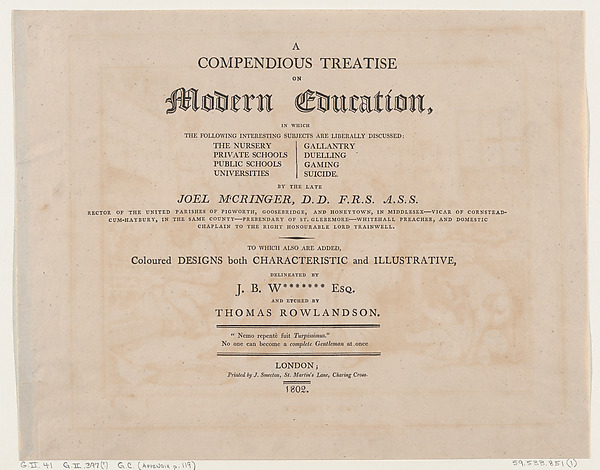 A
COMPENDIOUS TREATISE
ON
Modern Education,
IN WHICH
THE FOLLOWING INTERESTING SUBJECTS ARE LIBERALLY DISCUSSED:
THE NURSERY
PRIVATE SCHOOLS
PUBLIC SCHOOLS
UNIVERSITIES
GALLANTRY
DUELLING
GAMING
SUICIDE.
BY THE LATE
JOEL McCRINGER, D. D. F.R.S. A.S.S.
RECTOR OF THE UNITED PARISHES OF PIGWORTH, GOOSEBRIDGE, AND HONEYTOWN, IN MIDDLESEX—VICAR OF CORNSTEAD-
CUM-HAYBURY, IN THE SAME COUNTY—PREBENDARY OF ST. GLEBEMORE—WHITEHALL PREACHER, AND DOMESTIC
CHAPLAIN TO THE RIGHT HONOURABLE LORD TRAINWELL.
TO WHICH ALSO ARE ADDED,
Coloured DESIGNS both CHARACTERISTIC and ILLUSTRATIVE,
DELINEATED BY
J. B. W******* Esq.
AND ETCHED BY
THOMAS ROWLANDSON.
“ Nemo repentè fuit Turpissimus.”
No one can become a complete Gentleman at once
LONDON;
Printed by J. Smeeton, St. Martin's Lane, Charing Cross.
1802.
G.II.41 G.II.397(1) G.C. (APPENDIX p. 119)
59.533.851(1)